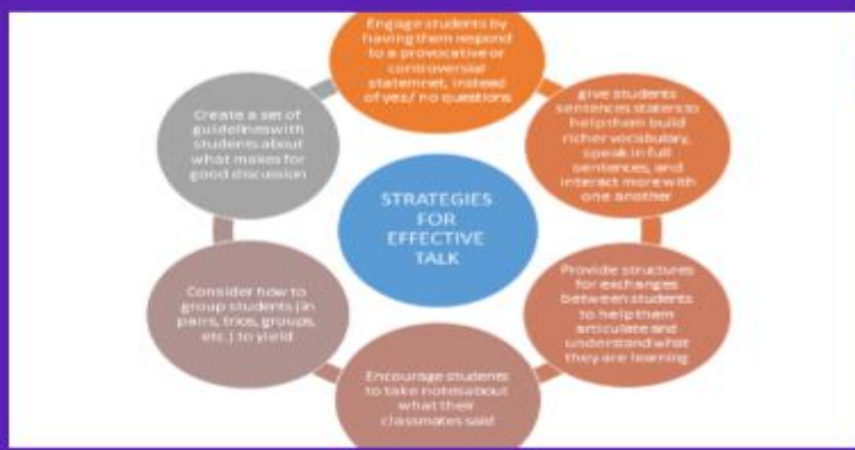 Engage students by
having them respond
to a provocative or
controversial
statemnet, instead
of yes/ no questions
give students
sentences staters to
help them build
richer vocabulary,
speak in full
sentences, and
interact more with
one another
Provide structures
for exchanges
between students
to help them
articulate and
understand what
they are learning
Encourage students
to take notes about
what their
classmates said
Consider how to
group students (in
pairs, trios, groups,
etc.) to yield
Create a set of
guidelines with
students about
what makes for
good discussion
STRATEGIES
FOR
EFFECTIVE
TALK